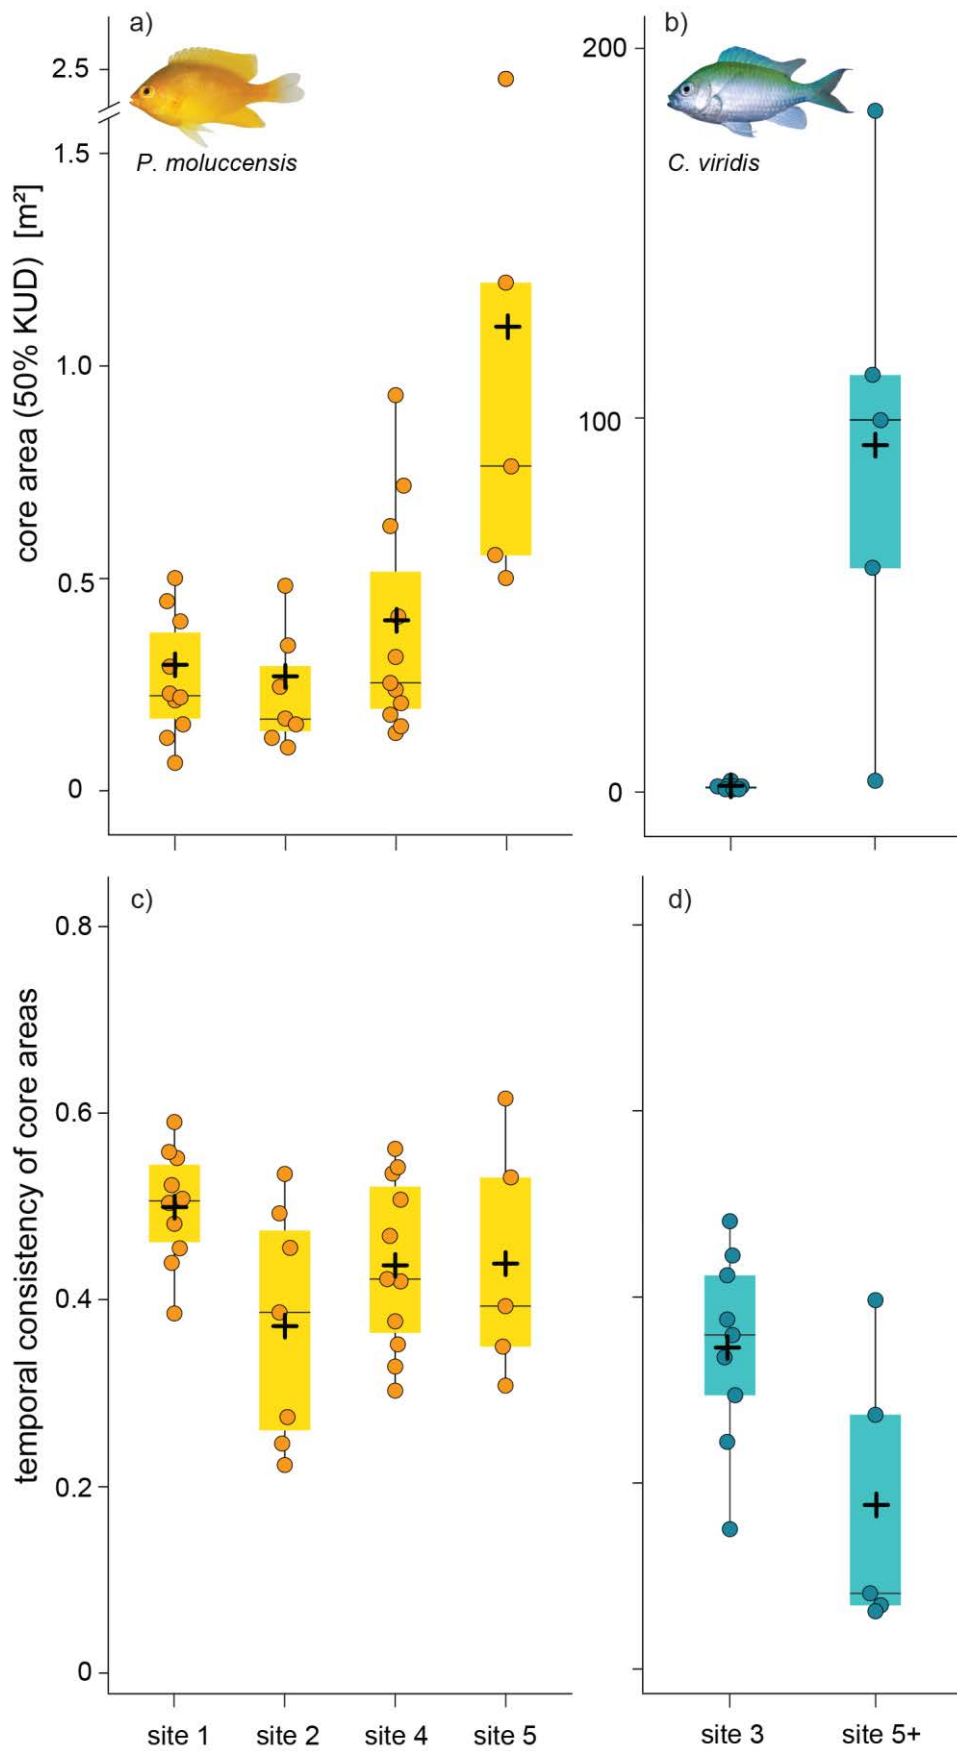 a)
2.5
P. moluccensis
1.5
1.0
0.5
0
core area (50% KUD) [m²]
b)
200
C. viridis
100
0
c)
0.8
0.6
0.4
0.2
0
temporal consistency of core areas
site 1 site 2 site 4 site 5
d)
site 3 site 5+